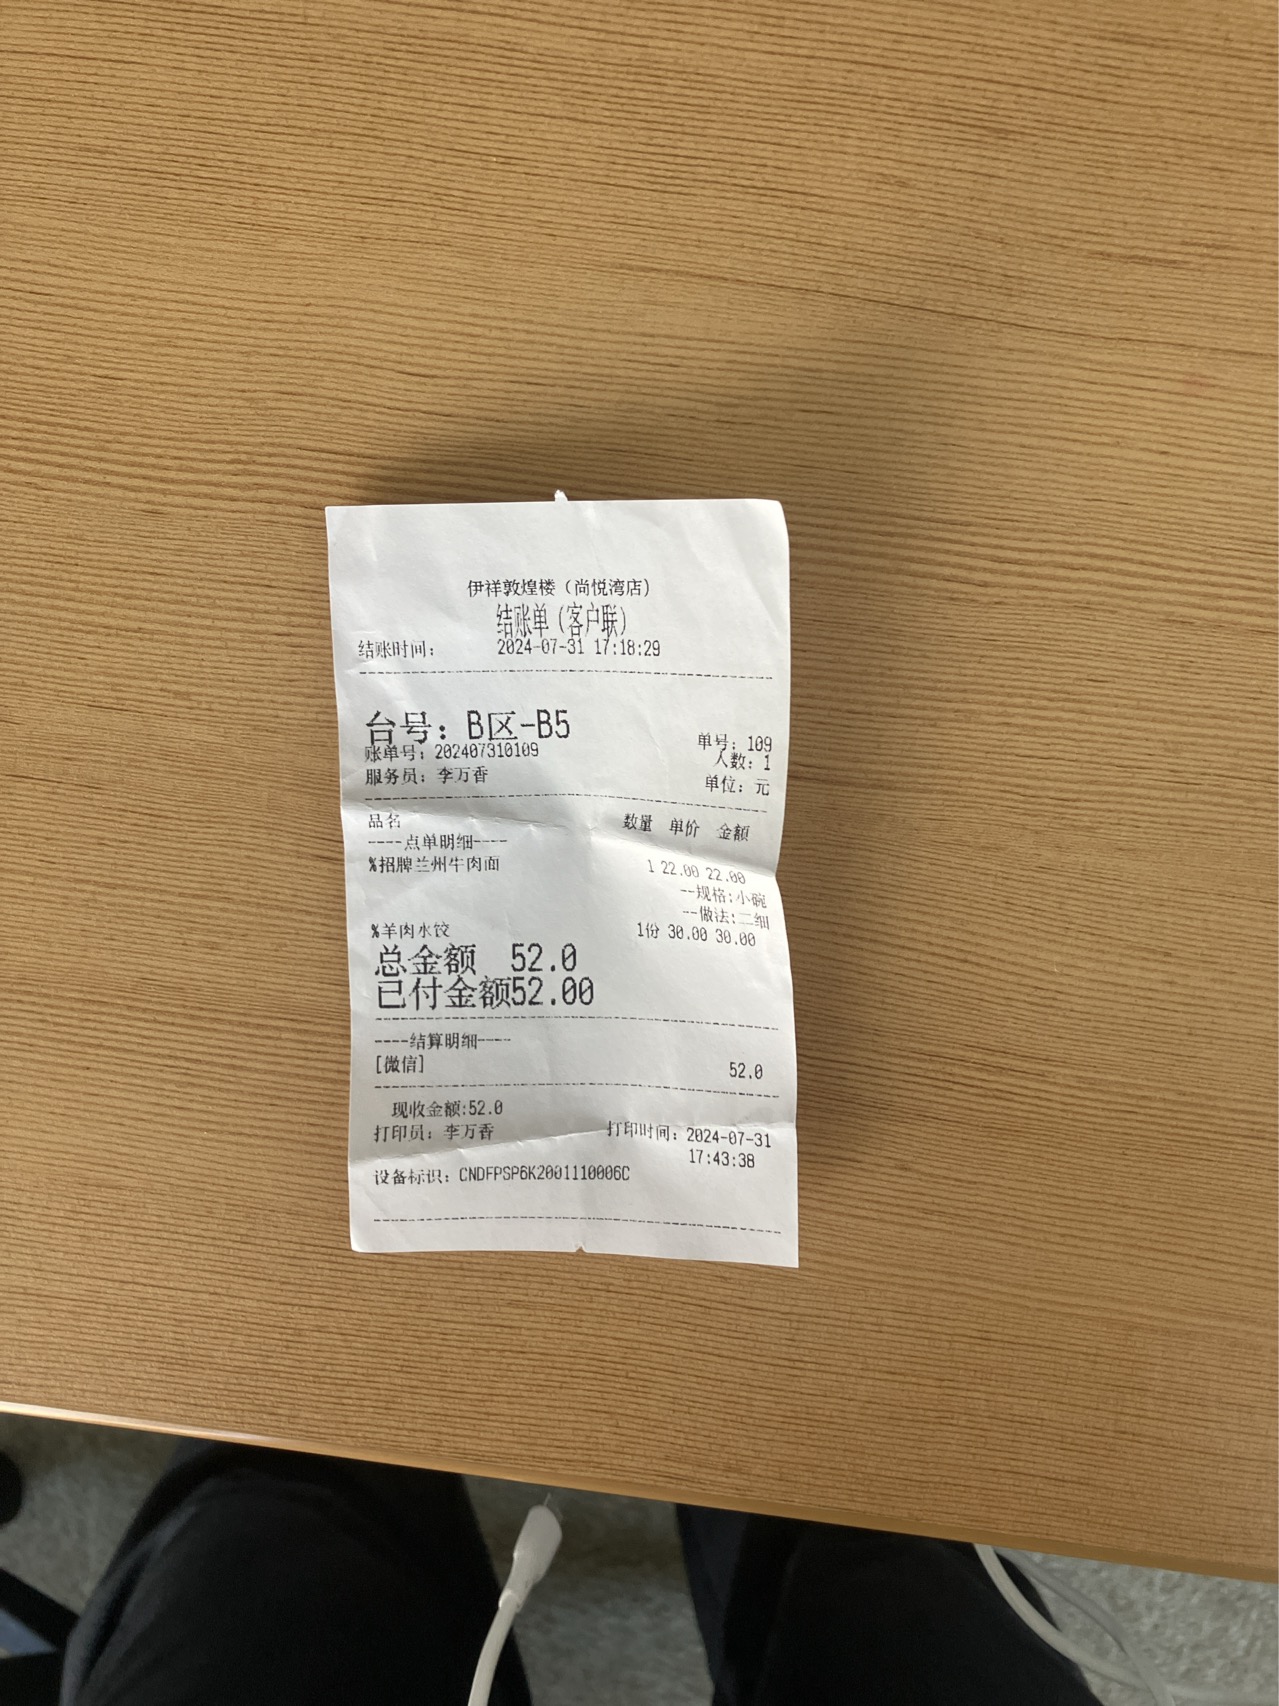 伊祥敦煌楼（尚悦湾店）
结账单（客户联）
结账时间： 2024-07-31 17:18:29
台号：B区-B5
单号：109
账单号：202407310109
人数：1
服务员：李万香
单位：元
品名 数量 单价 金额
----点单明细----
%招牌兰州牛肉面 1 22.00 22.00
--规格:小碗
--做法:二细
%羊肉水饺 1份 30.00 30.00
总金额 52.0
已付金额52.00
----结算明细----
[微信] 52.0
现收金额:52.0
打印员：李万香 打印时间：2024-07-31
17:43:38
设备标识：CNDFPSP6K2001110006C